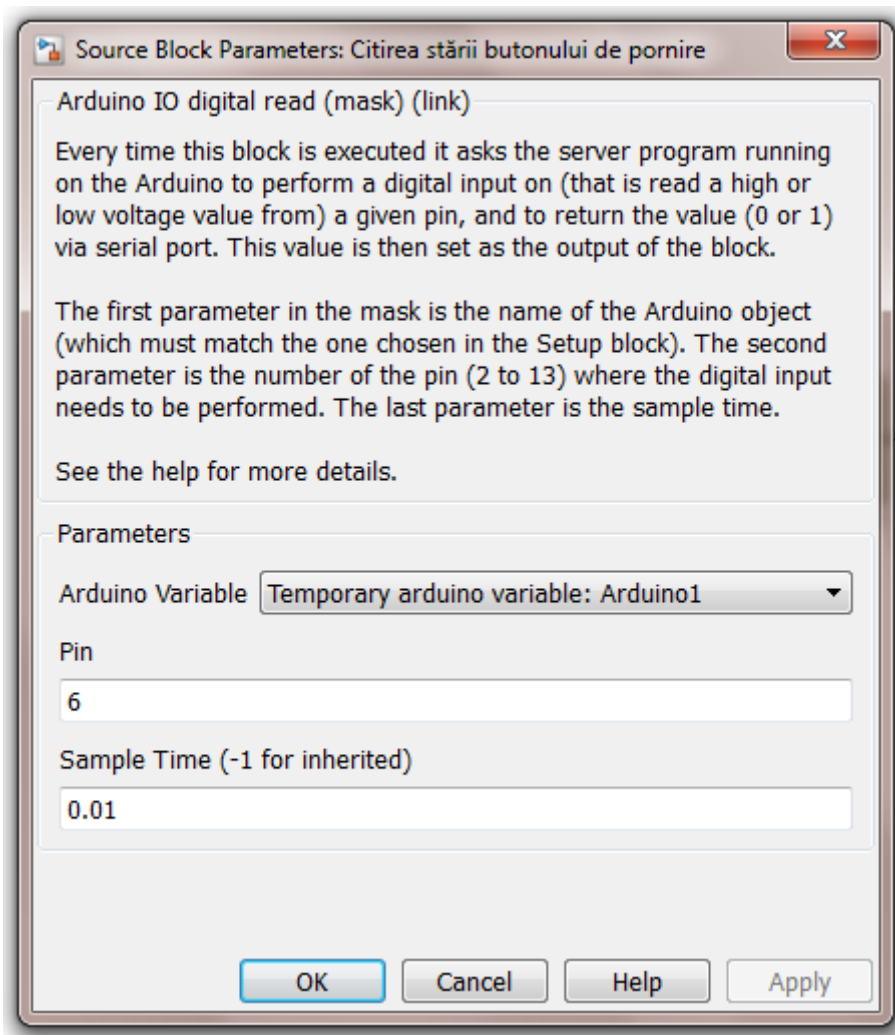 Source Block Parameters: Citirea stării butonului de pornire
Arduino IO digital read (mask) (link)
Every time this block is executed it asks the server program running
on the Arduino to perform a digital input on (that is read a high or
low voltage value from) a given pin, and to return the value (0 or 1)
via serial port. This value is then set as the output of the block.
The first parameter in the mask is the name of the Arduino object
(which must match the one chosen in the Setup block). The second
parameter is the number of the pin (2 to 13) where the digital input
needs to be performed. The last parameter is the sample time.
See the help for more details.
Parameters
Arduino Variable Temporary arduino variable: Arduino1
Pin
6
Sample Time (-1 for inherited)
0.01
OK Cancel Help Apply